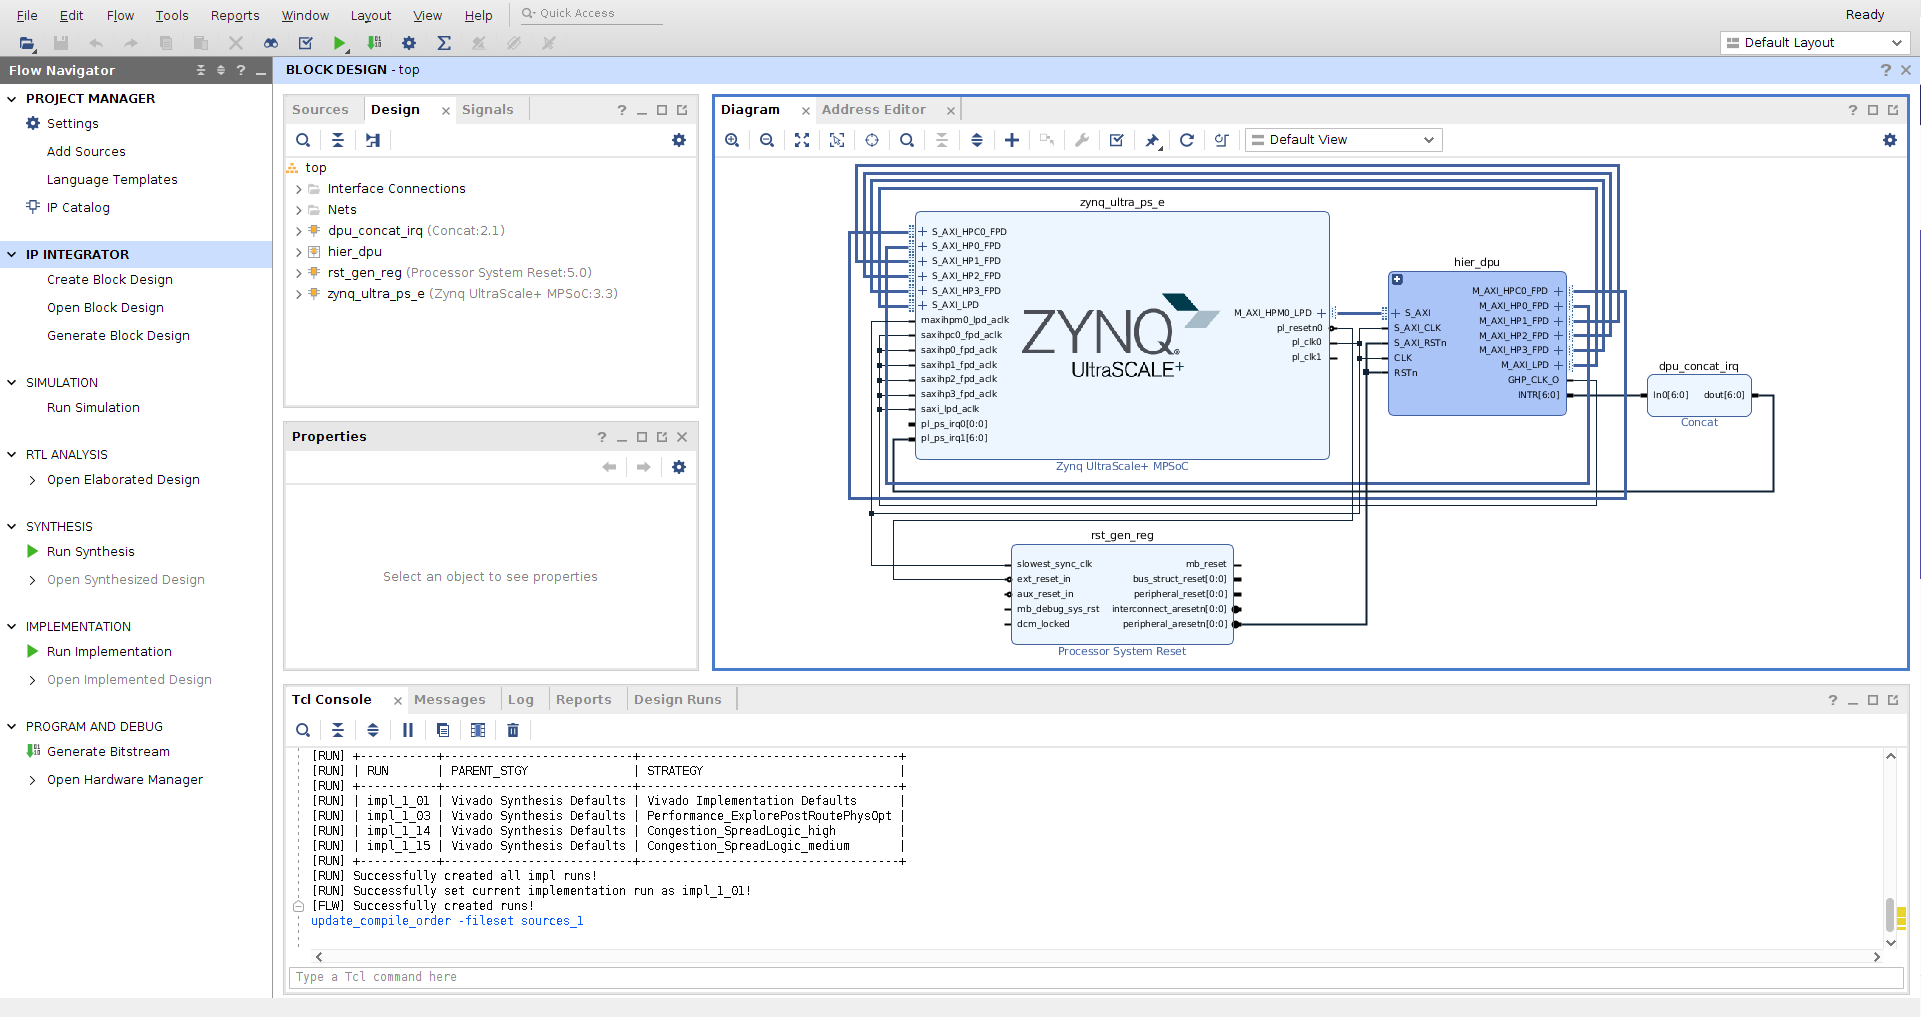 File Edit Flow Tools Reports Window Layout View Help Quick Access Ready
Default Layout
Flow Navigator
PROJECT MANAGER
Settings
Add Sources
Language Templates
IP Catalog
IP INTEGRATOR
Create Block Design
Open Block Design
Generate Block Design
SIMULATION
Run Simulation
RTL ANALYSIS
Open Elaborated Design
SYNTHESIS
Run Synthesis
Open Synthesized Design
IMPLEMENTATION
Run Implementation
Open Implemented Design
PROGRAM AND DEBUG
Generate Bitstream
Open Hardware Manager
BLOCK DESIGN - top
Sources Design Signals
top
Interface Connections
Nets
dpu_concat_irq (Concat:2.1)
hier_dpu
rst_gen_reg (Processor System Reset:5.0)
zynq_ultra_ps_e (Zynq UltraScale+ MPSoC:3.3)
Properties
Select an object to see properties
Diagram Address Editor
Default View
zynq_ultra_ps_e
S_AXI_HPC0_FPD
S_AXI_HP0_FPD
S_AXI_HP1_FPD
S_AXI_HP2_FPD
S_AXI_HP3_FPD
S_AXI_LPD
maxihpm0_lpd_aclk
saxihpc0_fpd_aclk
saxihp0_fpd_aclk
saxihp1_fpd_aclk
saxihp2_fpd_aclk
saxihp3_fpd_aclk
saxi_lpd_aclk
pl_ps_irq0[0:0]
pl_ps_irq1[6:0]
ZYNQ
UltraSCALE+
M_AXI_HPM0_LPD
pl_resetn0
pl_clk0
pl_clk1
Zynq UltraScale+ MPSoC
hier_dpu
S_AXI
S_AXI_CLK
S_AXI_RSTn
CLK
RSTn
M_AXI_HPC0_FPD
M_AXI_HP0_FPD
M_AXI_HP1_FPD
M_AXI_HP2_FPD
M_AXI_HP3_FPD
M_AXI_LPD
GHP_CLK_O
INTR[6:0]
dpu_concat_irq
In0[6:0] dout[6:0]
Concat
rst_gen_reg
slowest_sync_clk
ext_reset_in
aux_reset_in
mb_debug_sys_rst
dcm_locked
mb_reset
bus_struct_reset[0:0]
peripheral_reset[0:0]
interconnect_aresetn[0:0]
peripheral_aresetn[0:0]
Processor System Reset
Tcl Console Messages Log Reports Design Runs
[RUN] +----------+-----------------------+--------------------------------+
[RUN] | RUN | PARENT_STGY | STRATEGY |
[RUN] +----------+-----------------------+--------------------------------+
[RUN] | impl_1_01 | Vivado Synthesis Defaults | Vivado Implementation Defaults |
[RUN] | impl_1_03 | Vivado Synthesis Defaults | Performance_ExplorePostRoutePhysOpt |
[RUN] | impl_1_14 | Vivado Synthesis Defaults | Congestion_SpreadLogic_high |
[RUN] | impl_1_15 | Vivado Synthesis Defaults | Congestion_SpreadLogic_medium |
[RUN] +----------+-----------------------+--------------------------------+
[RUN] Successfully created all impl runs!
[RUN] Successfully set current implementation run as impl_1_01!
[FLW] Successfully created runs!
update_compile_order -fileset sources_1
Type a Tcl command here